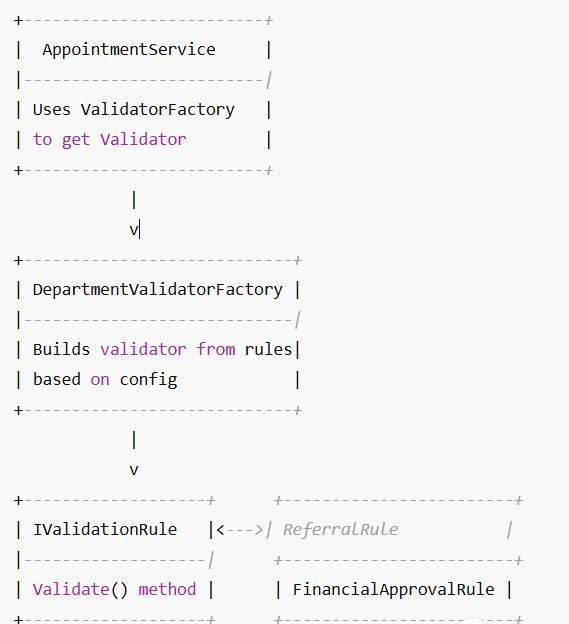 +-------------------------+
|  AppointmentService     |
|-------------------------|
| Uses ValidatorFactory   |
| to get Validator        |
+-------------------------+
            |
            v
+----------------------------+
| DepartmentValidatorFactory |
|----------------------------|
| Builds validator from rules|
| based on config            |
+----------------------------+
            |
            v
+-------------------+      +------------------------+
| IValidationRule   |<--->| ReferralRule           |
|-------------------|      +------------------------+
| Validate() method |      | FinancialApprovalRule |
+-------------------+      +------------------------+